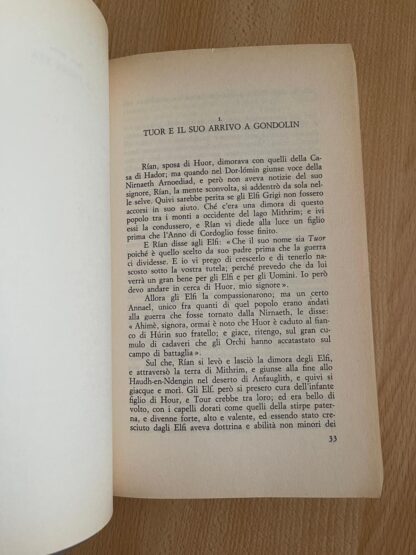 I.
TUOR E IL SUO ARRIVO A GONDOLIN
Rían, sposa di Huor, dimorava con quelli della Ca-
sa di Hador; ma quando nel Dor-lómin giunse voce della
Nirnaeth Arnoediad, e però non aveva notizie del suo
signore, Rían, la mente sconvolta, si addentrò da sola nel-
le selve. Quivi sarebbe perita se gli Elfi Grigi non fossero
accorsi in suo aiuto. Ché c'era una dimora di questo
popolo tra i monti a occidente del lago Mithrim; e ivi
essi la condussero, e Rían vi diede alla luce un figlio
prima che l'Anno di Cordoglio fosse finito.
E Rían disse agli Elfi: « Che il suo nome sia Tuor
poiché è quello scelto da suo padre prima che la guerra
ci dividesse. E io vi prego di crescerlo e di tenerlo na-
scosto sotto la vostra tutela; perché prevedo che da lui
verrà un gran bene per gli Elfi e per gli Uomini. Io però
devo andare in cerca di Huor, mio signore ».
Allora gli Elfi la compassionarono; ma un certo
Annael, unico fra quanti di quel popolo erano andati
alla guerra che fosse tornato dalla Nirnaeth, le disse:
« Ahimè, signora, ormai è noto che Huor è caduto al fian-
co di Húrin suo fratello; e giace, ritengo, sul gran cu-
mulo di cadaveri che gli Orchi hanno accatastato sul
campo di battaglia ».
Sul che, Rían si levò e lasciò la dimora degli Elfi,
e attraversò la terra di Mithrim, e giunse alla fine allo
Haudh-en-Ndengin nel deserto di Anfauglith, e quivi si
giacque e morì. Gli Elfi però si presero cura dell'infante
figlio di Hour, e Tour crebbe tra loro; ed era bello di
volto, con i capelli dorati come quelli della stirpe pater-
na, e divenne forte, alto e valente, ed essendo stato cre-
sciuto dagli Elfi aveva dottrina e abilità non minori dei
33